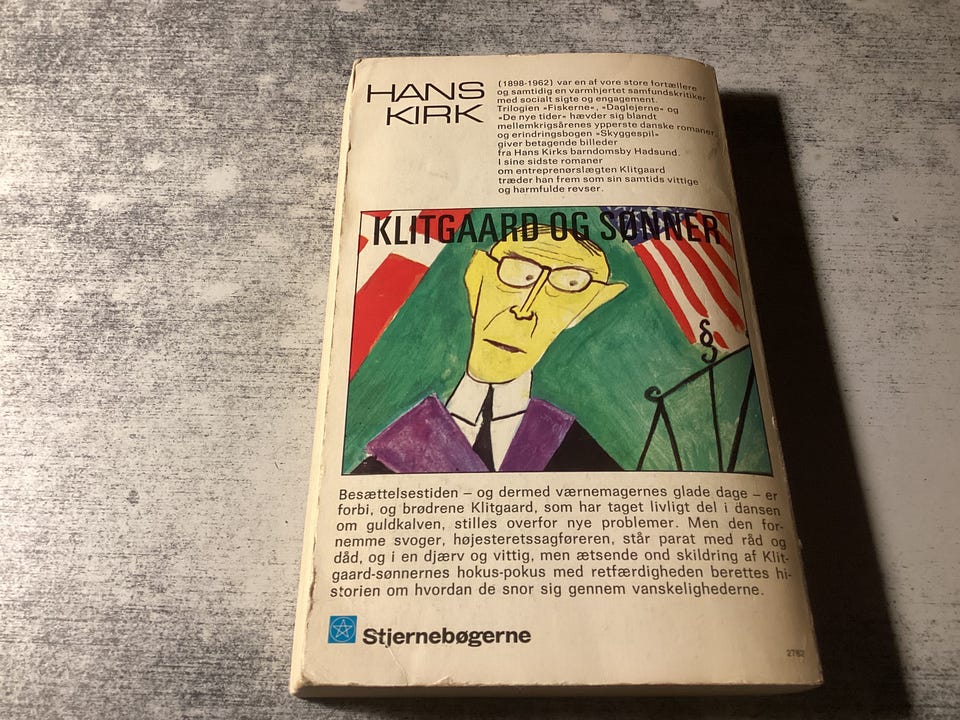 HANS
KIRK
(1898-1962) var en af vore store fortællere
og samtidig en varmhjertet samfundskritiker
med socialt sigte og engagement.
Trilogien »Fiskerne«, »Daglejerne« og
»De nye tider« hævder sig blandt
mellemkrigsårenes ypperste danske romaner,
og erindringsbogen »Skyggespil«
giver betagende billeder
fra Hans Kirks barndomsby Hadsund.
I sine sidste romaner
om entreprenørslægten Klitgaard
træder han frem som sin samtids vittige
og harmfulde revser.
KLITGAARD OG SØNNER
§
Besættelsestiden – og dermed værnemagernes glade dage – er
forbi, og brødrene Klitgaard, som har taget livligt del i dansen
om guldkalven, stilles overfor nye problemer. Men den for-
nemme svoger, højesteretssagføreren, står parat med råd og
dåd, og i en djærv og vittig, men ætsende ond skildring af Klit-
gaard-sønnernes hokus-pokus med retfærdigheden berettes hi-
storien om hvordan de snor sig gennem vanskelighederne.
Stjernebøgerne